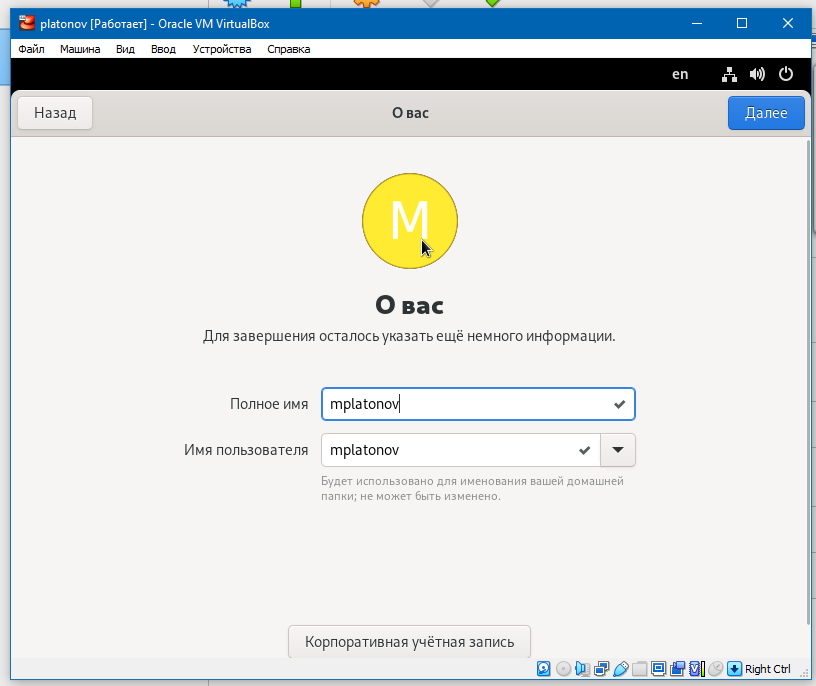 platonov [Работает] - Oracle VM VirtualBox
Файл Машина Вид Ввод Устройства Справка
en
Назад О вас Далее
M
О вас
Для завершения осталось указать ещё немного информации.
Полное имя mplatonov
Имя пользователя mplatonov
Будет использовано для именования вашей домашней
папки; не может быть изменено.
Корпоративная учётная запись
Right Ctrl